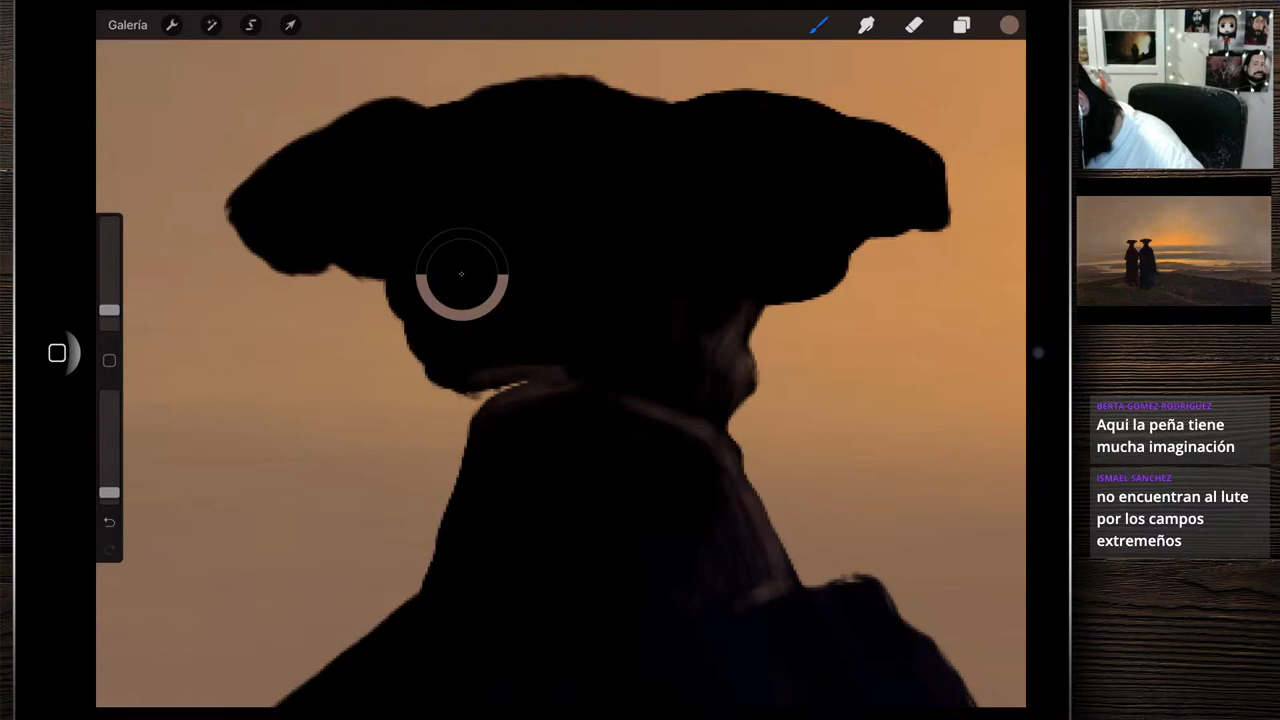 Galería
BERTA GOMEZ RODRIGUEZ
Aqui la peña tiene
mucha imaginación
ISMAEL SANCHEZ
no encuentran al lute
por los campos
extremeños